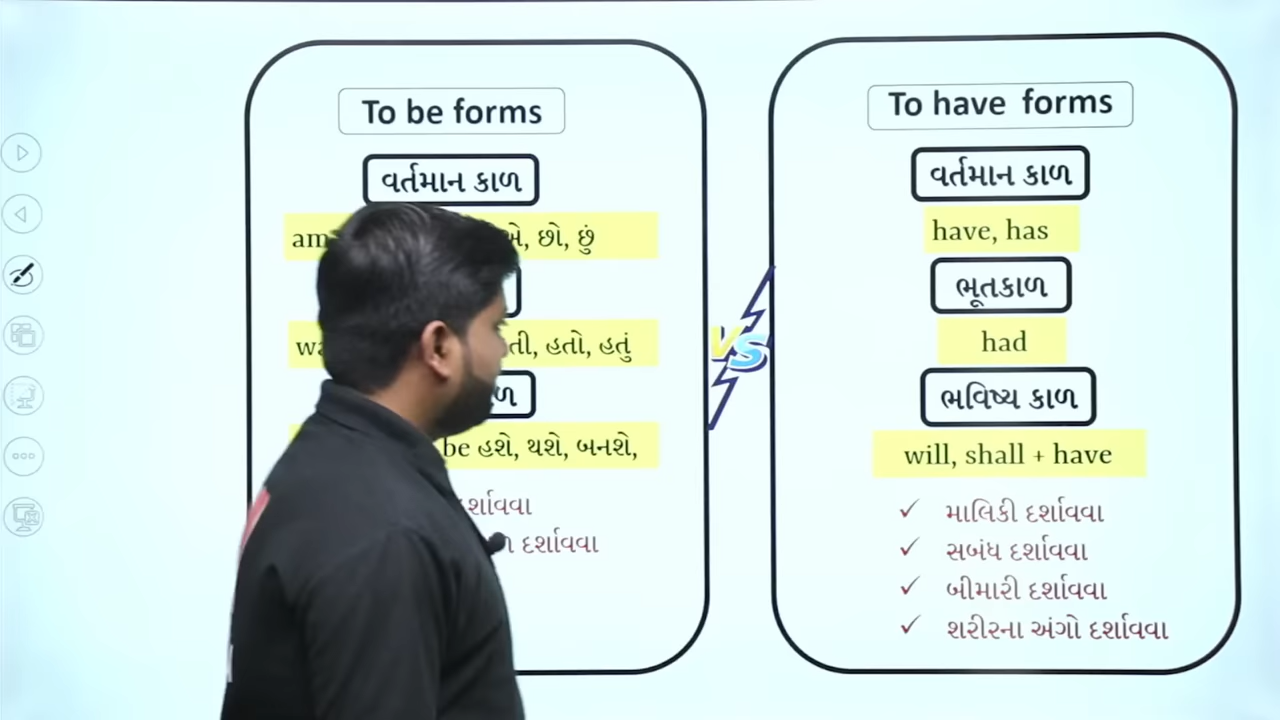 To be forms
વર્તમાન કાળ
am છો, છું
હતો, હતું
be હશે, થશે, બનશે,
દર્શાવવા
VS
To have forms
વર્તમાન કાળ
have, has
ભૂતકાળ
had
ભવિષ્ય કાળ
will, shall + have
✓ માલિકી દર્શાવવા
✓ સબંધ દર્શાવવા
✓ બીમારી દર્શાવવા
✓ શરીરના અંગો દર્શાવવા